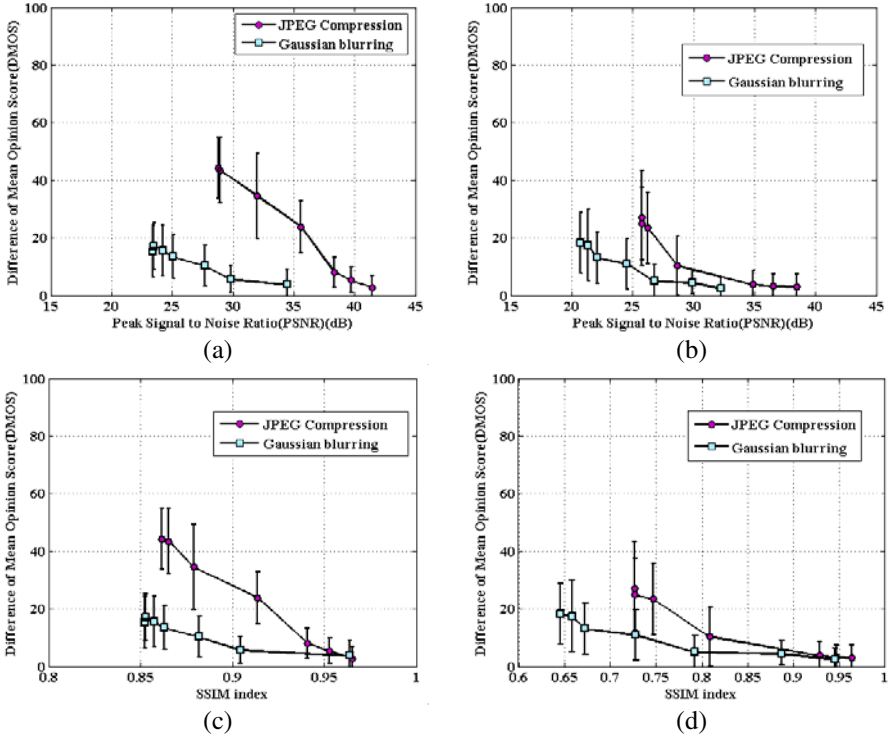 100
80
60
40
20
0
Difference of Mean Opinion Score(DMOS)
JPEG Compression
Gaussian blurring
15 20 25 30 35 40 45
Peak Signal to Noise Ratio(PSNR)(dB)
(a)
100
80
60
40
20
0
Difference of Mean Opinion Score(DMOS)
JPEG Compression
Gaussian blurring
15 20 25 30 35 40 45
Peak Signal to Noise Ratio(PSNR)(dB)
(b)
100
80
60
40
20
0
Difference of Mean Opinion Score(DMOS)
JPEG Compression
Gaussian blurring
0.8 0.85 0.9 0.95 1
SSIM index
(c)
100
80
60
40
20
0
Difference of Mean Opinion Score(DMOS)
JPEG Compression
Gaussian blurring
0.6 0.65 0.7 0.75 0.8 0.85 0.9 0.95 1
SSIM index
(d)